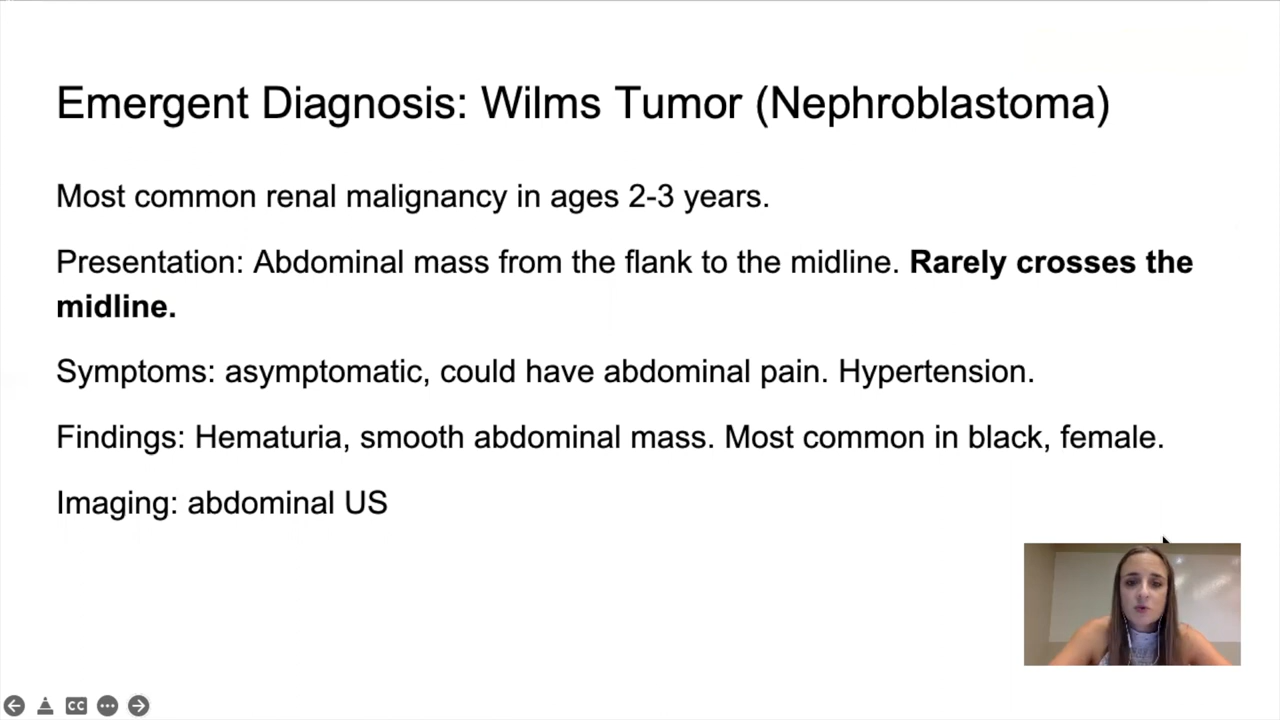 Emergent Diagnosis: Wilms Tumor (Nephroblastoma)
Most common renal malignancy in ages 2-3 years.
Presentation: Abdominal mass from the flank to the midline. Rarely crosses the
midline.
Symptoms: asymptomatic, could have abdominal pain. Hypertension.
Findings: Hematuria, smooth abdominal mass. Most common in black, female.
Imaging: abdominal US
CC